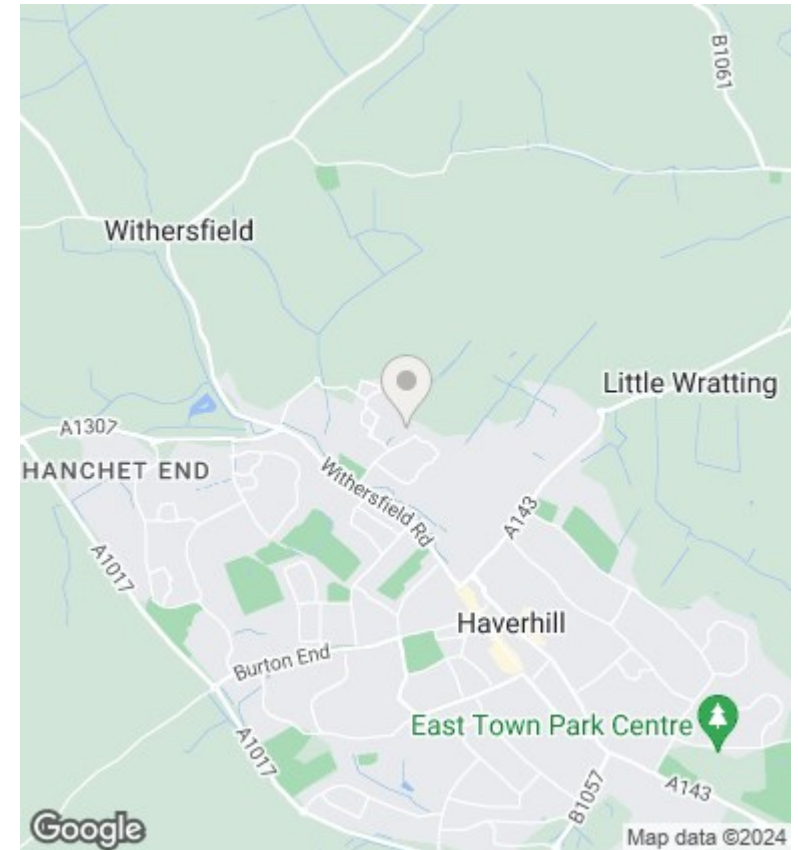 B1061
Withersfield
Little Wratting
A1307
HANCHET END
Withersfield Rd
A143
A1017
Haverhill
Burton End
East Town Park Centre
A1017
A143
B1057
Google
Map data ©2024